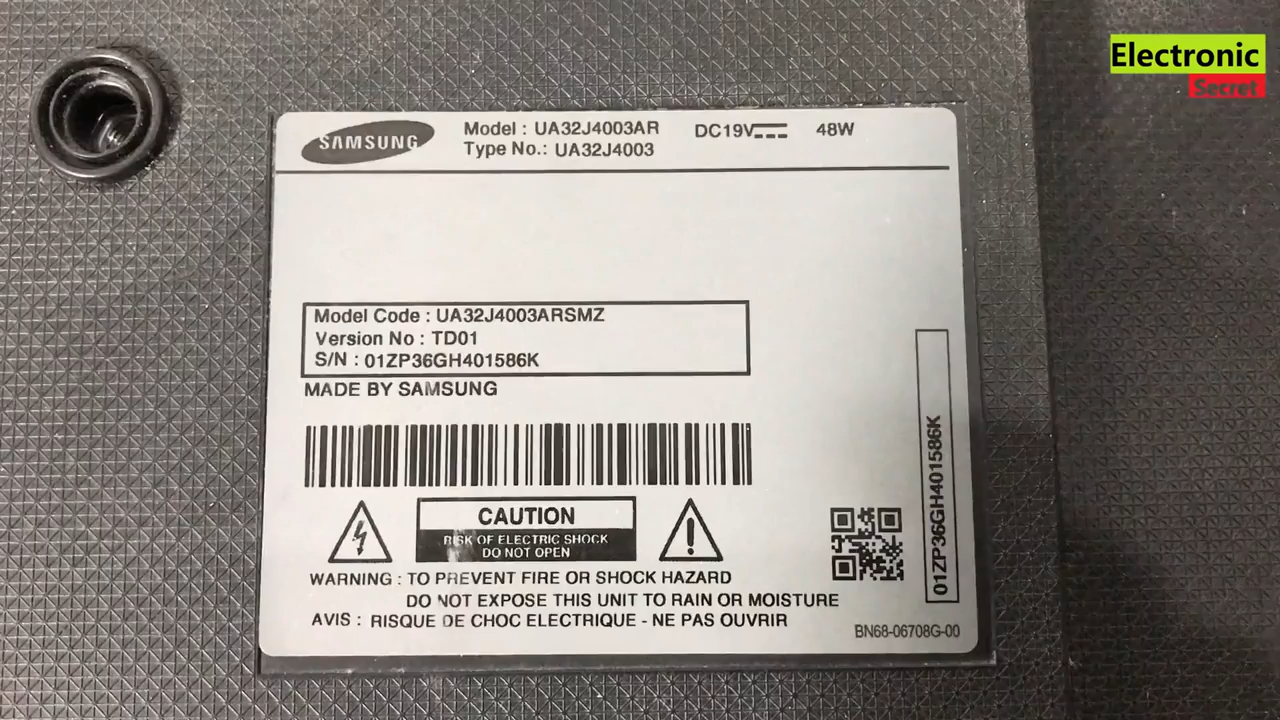 Electronic
Secret
SAMSUNG
Model : UA32J4003AR DC19V 48W
Type No.: UA32J4003
Model Code : UA32J4003ARSMZ
Version No : TD01
S/N : 01ZP36GH401586K
MADE BY SAMSUNG
01ZP36GH401586K
CAUTION
RISK OF ELECTRIC SHOCK
DO NOT OPEN
WARNING : TO PREVENT FIRE OR SHOCK HAZARD
DO NOT EXPOSE THIS UNIT TO RAIN OR MOISTURE
AVIS : RISQUE DE CHOC ELECTRIQUE - NE PAS OUVRIR
BN68-06708G-00